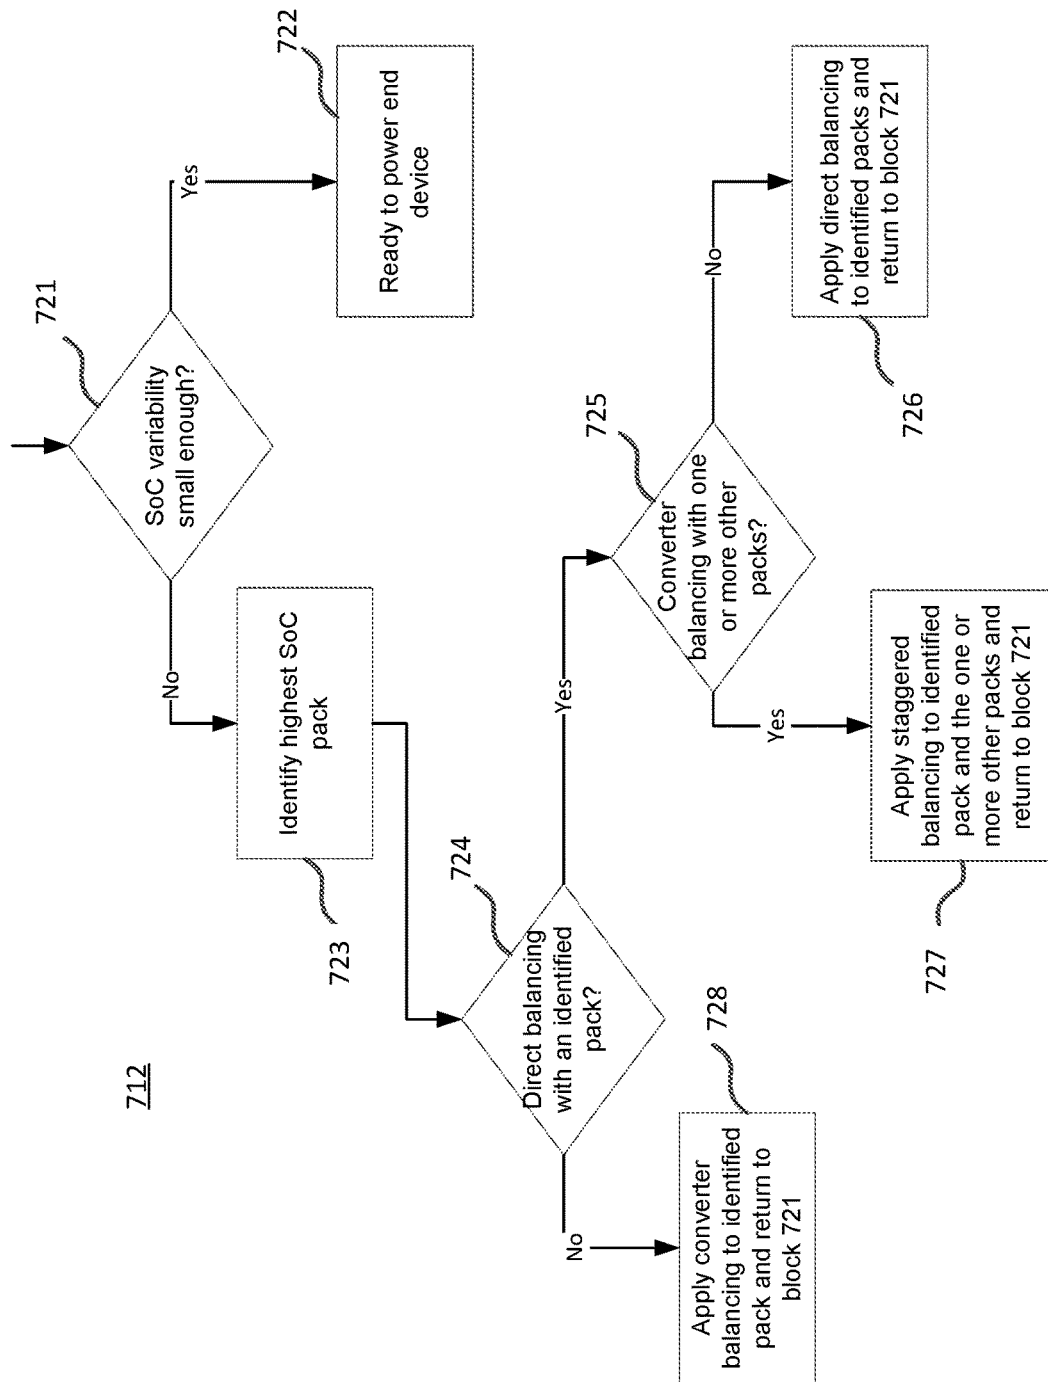 712
721
SoC variability
small enough?
Yes
722
Ready to power end
device
No
723
Identify highest SoC
pack
724
Direct balancing
with an identified
pack?
No
728
Apply converter
balancing to identified
pack and return to
block 721
Yes
725
Converter
balancing with one
or more other
packs?
Yes
727
Apply staggered
balancing to identified
pack and the one or
more other packs and
return to block 721
No
726
Apply direct balancing
to identified packs and
return to block 721